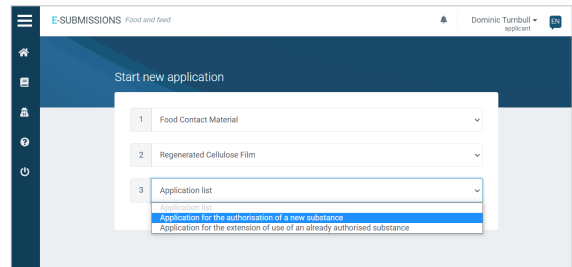 E-SUBMISSIONS Food and feed
Dominic Turnbull
applicant
EN
Start new application
1 Food Contact Material
2 Regenerated Cellulose Film
3 Application list
Application list
Application for the authorisation of a new substance
Application for the extension of use of an already authorised substance